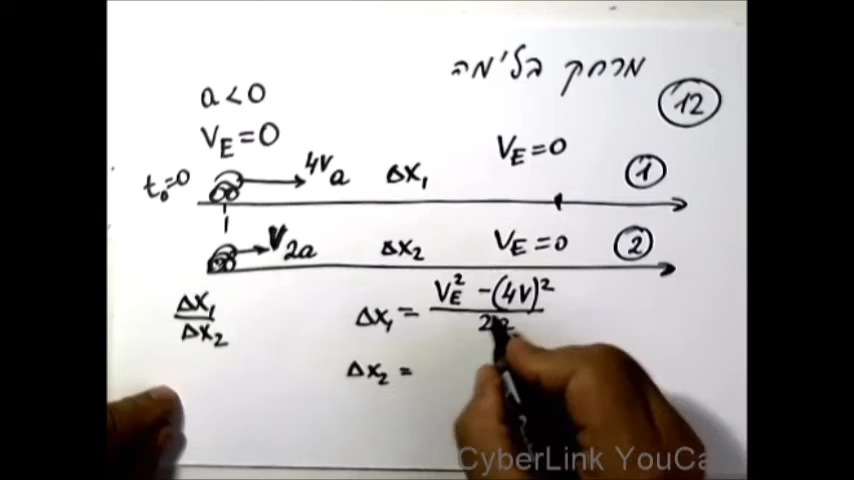 מרחק בלימה
12
a < 0
V_E = 0
t₀=0 4V a Δx₁ V_E = 0 1
V 2a Δx₂ V_E = 0 2
Δx₁ / Δx₂
Δx₁ = (V_E² - (4V)²) / 2a
Δx₂ =
CyberLink YouCa